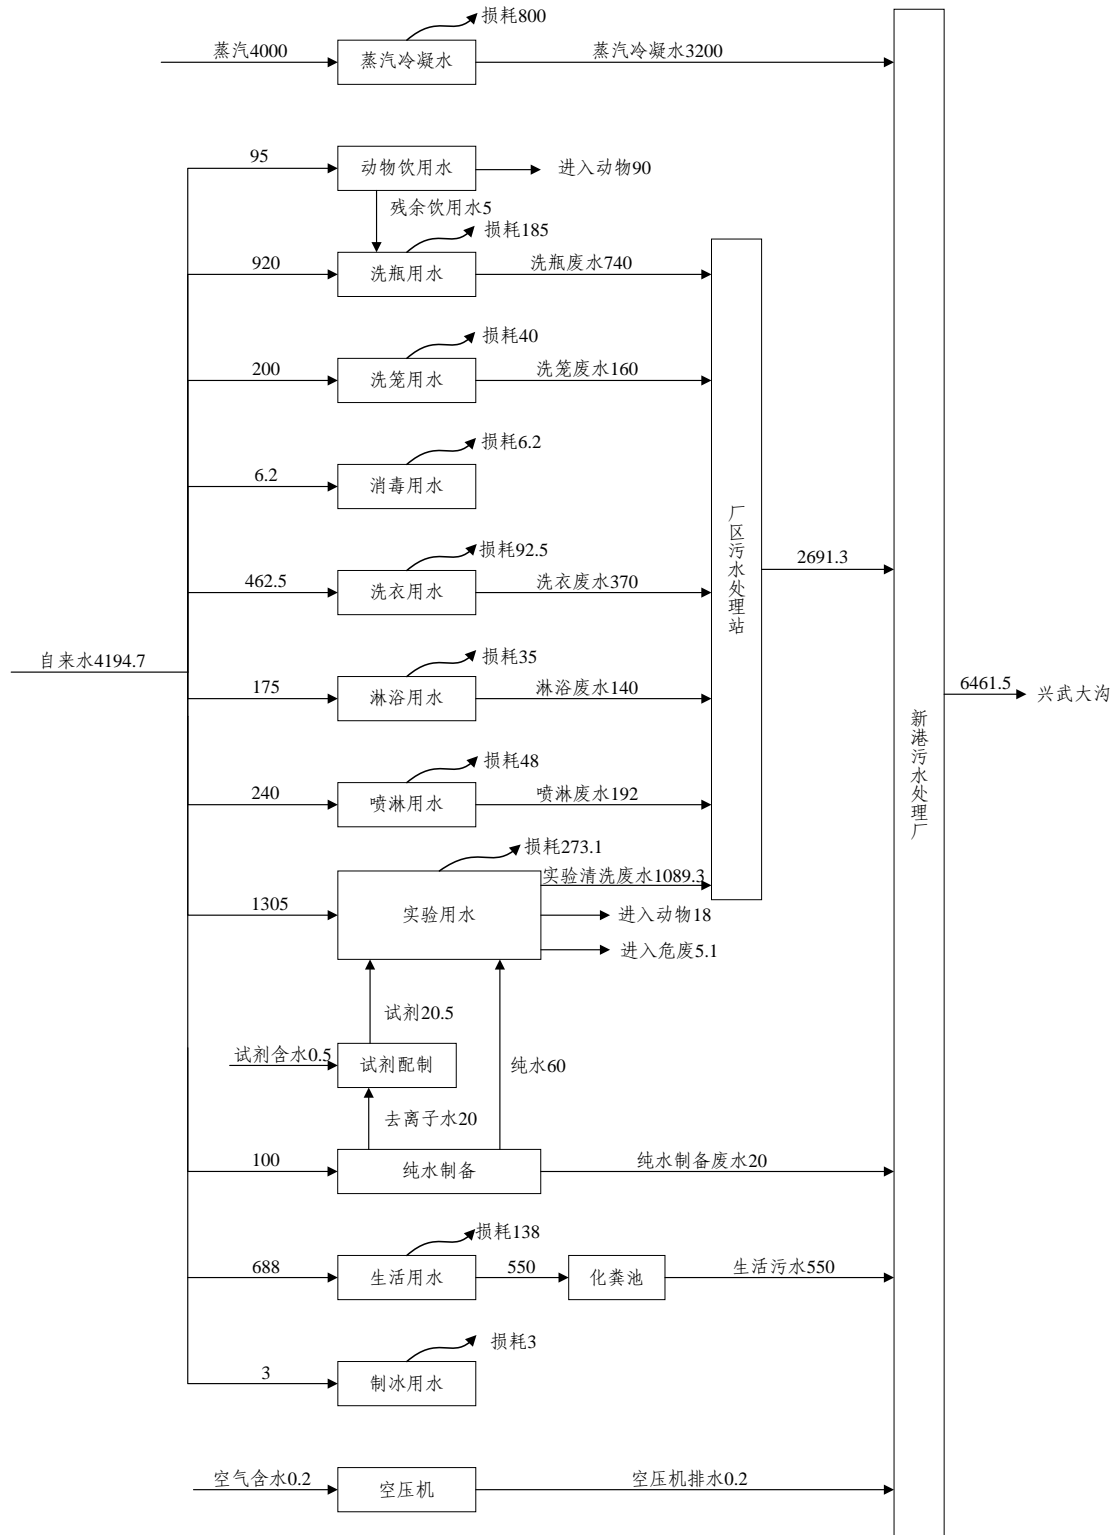 损耗800
蒸汽4000
蒸汽冷凝水
蒸汽冷凝水3200
95
动物饮用水
进入动物90
残余饮用水5
损耗185
920
洗瓶用水
洗瓶废水740
损耗40
200
洗笼用水
洗笼废水160
损耗6.2
6.2
消毒用水
厂区污水处理站
2691.3
损耗92.5
462.5
洗衣用水
洗衣废水370
自来水4194.7
损耗35
175
淋浴用水
淋浴废水140
6461.5
兴武大沟
新港污水处理厂
损耗48
240
喷淋用水
喷淋废水192
损耗273.1
实验清洗废水1089.3
1305
实验用水
进入动物18
进入危废5.1
试剂20.5
试剂含水0.5
试剂配制
纯水60
去离子水20
100
纯水制备
纯水制备废水20
损耗138
688
生活用水
550
化粪池
生活污水550
损耗3
3
制冰用水
空气含水0.2
空压机
空压机排水0.2